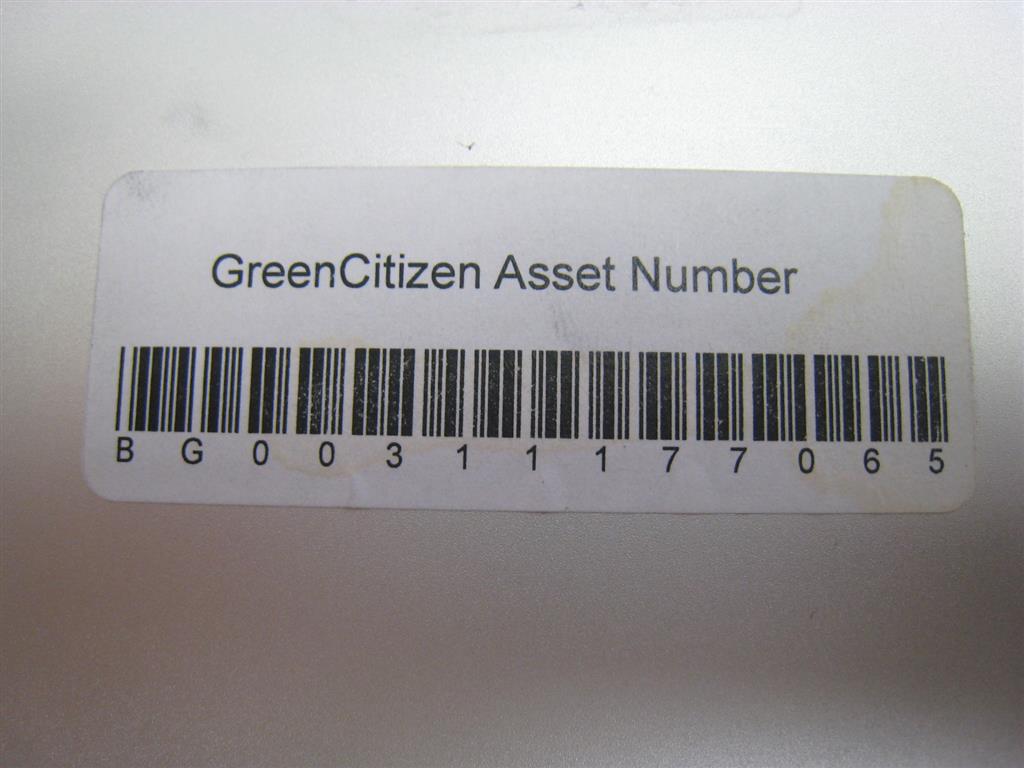 GreenCitizen Asset Number
B G 0 0 3 1 1 1 7 7 0 6 5